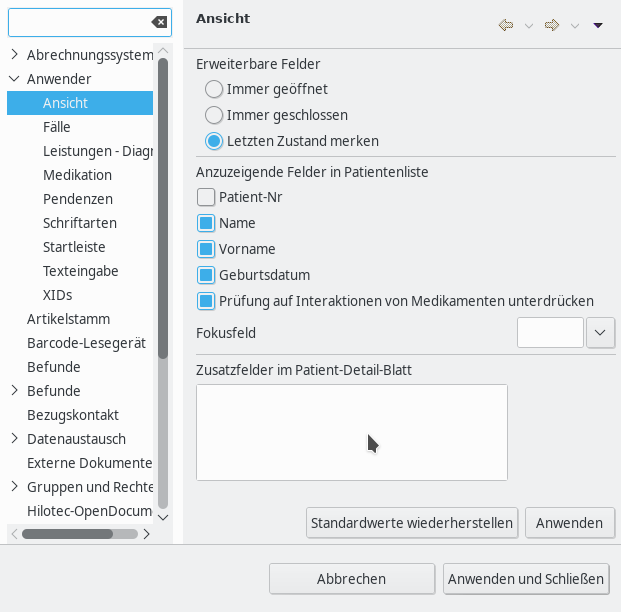 Abrechnungssystem
Anwender
Ansicht
Fälle
Leistungen - Diagr
Medikation
Pendenzen
Schriftarten
Startleiste
Texteingabe
XIDs
Artikelstamm
Barcode-Lesegerät
Befunde
Befunde
Bezugskontakt
Datenaustausch
Externe Dokumente
Gruppen und Rechte
Hilotec-OpenDocum
Ansicht
Erweiterbare Felder
Immer geöffnet
Immer geschlossen
Letzten Zustand merken
Anzuzeigende Felder in Patientenliste
Patient-Nr
Name
Vorname
Geburtsdatum
Prüfung auf Interaktionen von Medikamenten unterdrücken
Fokusfeld
Zusatzfelder im Patient-Detail-Blatt
Standardwerte wiederherstellen
Anwenden
Abbrechen
Anwenden und Schließen